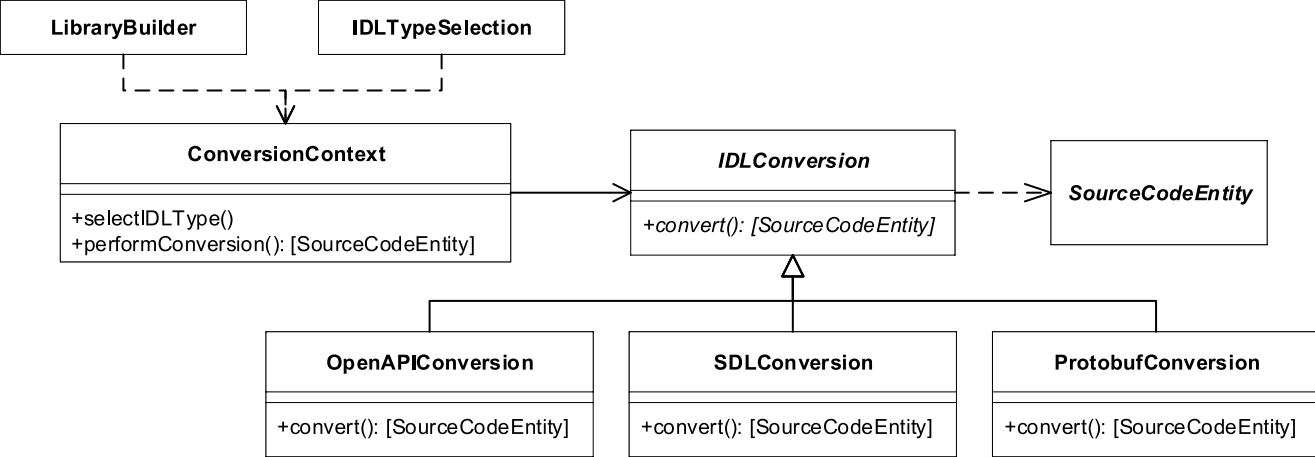 LibraryBuilder
IDLTypeSelection
ConversionContext
+selectIDLType()
+performConversion(): [SourceCodeEntity]
IDLConversion
+convert(): [SourceCodeEntity]
SourceCodeEntity
OpenAPIConversion
+convert(): [SourceCodeEntity]
SDLConversion
+convert(): [SourceCodeEntity]
ProtobufConversion
+convert(): [SourceCodeEntity]